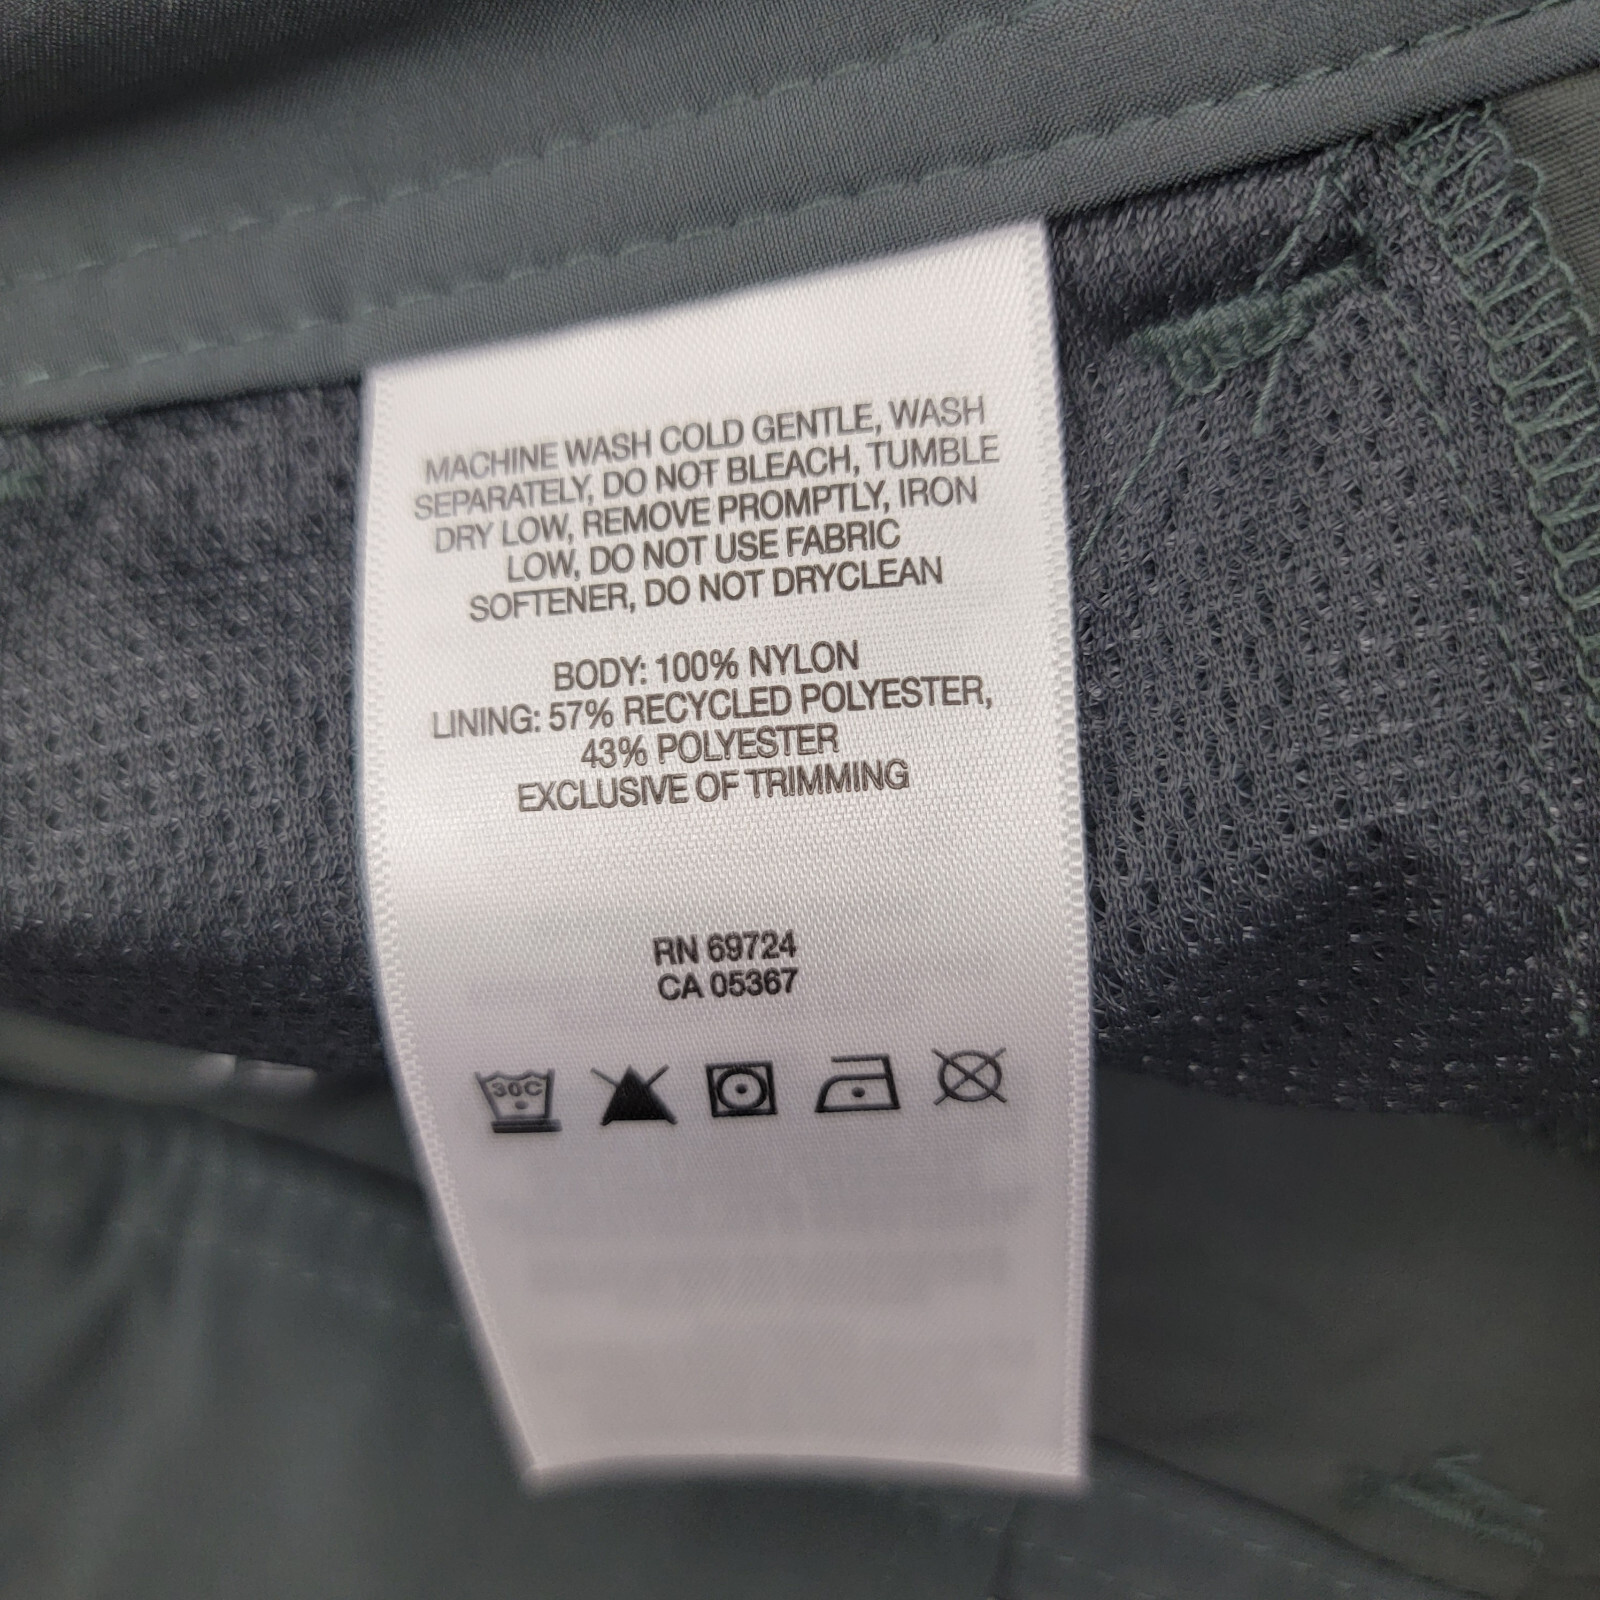 MACHINE WASH COLD GENTLE, WASH
SEPARATELY, DO NOT BLEACH, TUMBLE
DRY LOW, REMOVE PROMPTLY, IRON
LOW, DO NOT USE FABRIC
SOFTENER, DO NOT DRYCLEAN
BODY: 100% NYLON
LINING: 57% RECYCLED POLYESTER,
43% POLYESTER
EXCLUSIVE OF TRIMMING
RN 69724
CA 05367
30C